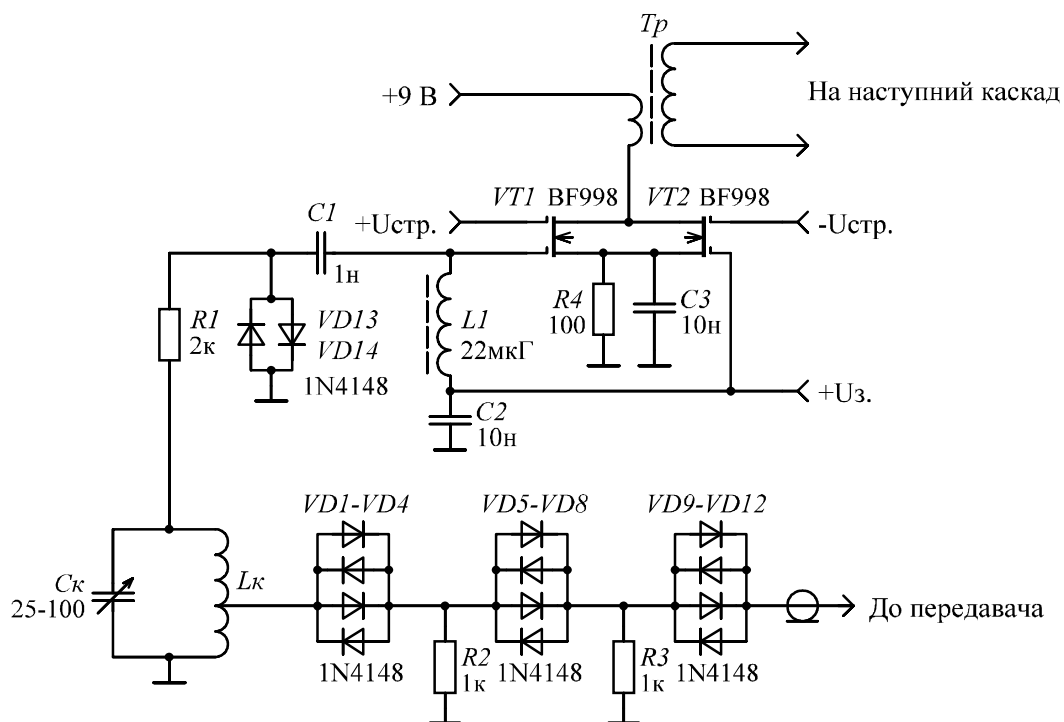 Тр
+9 В
На наступний каскад
VT1 BF998
VT2 BF998
C1
1н
+Uстр.
-Uстр.
R1
2к
VD13
VD14
1N4148
L1
22мкГ
R4
100
C3
10н
+Uз.
C2
10н
VD1-VD4
VD5-VD8
VD9-VD12
Cк
25-100
Lк
До передавача
1N4148
R2
1к
1N4148
R3
1к
1N4148